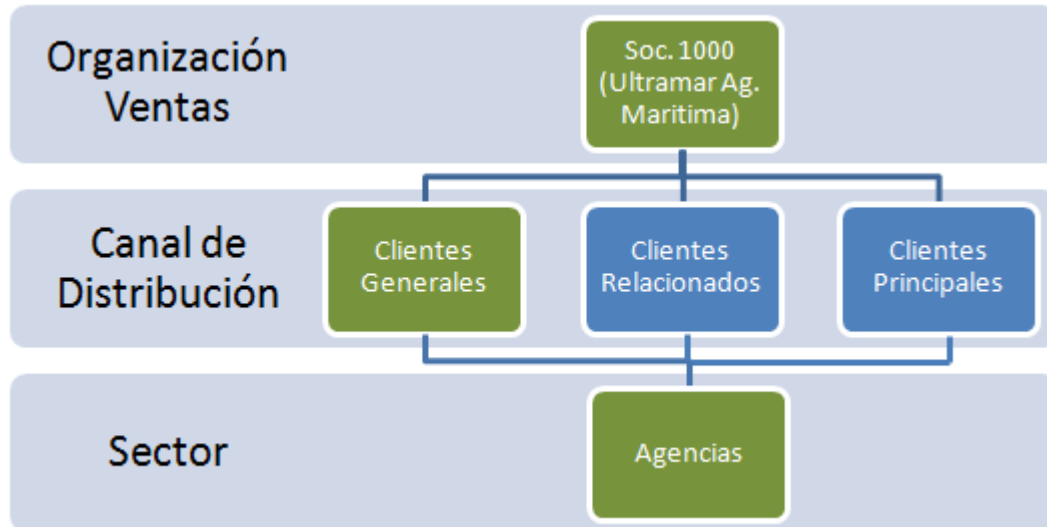 Organización
Ventas
Soc. 1000
(Ultramar Ag.
Maritima)
Canal de
Distribución
Clientes
Generales
Clientes
Relacionados
Clientes
Principales
Sector
Agencias